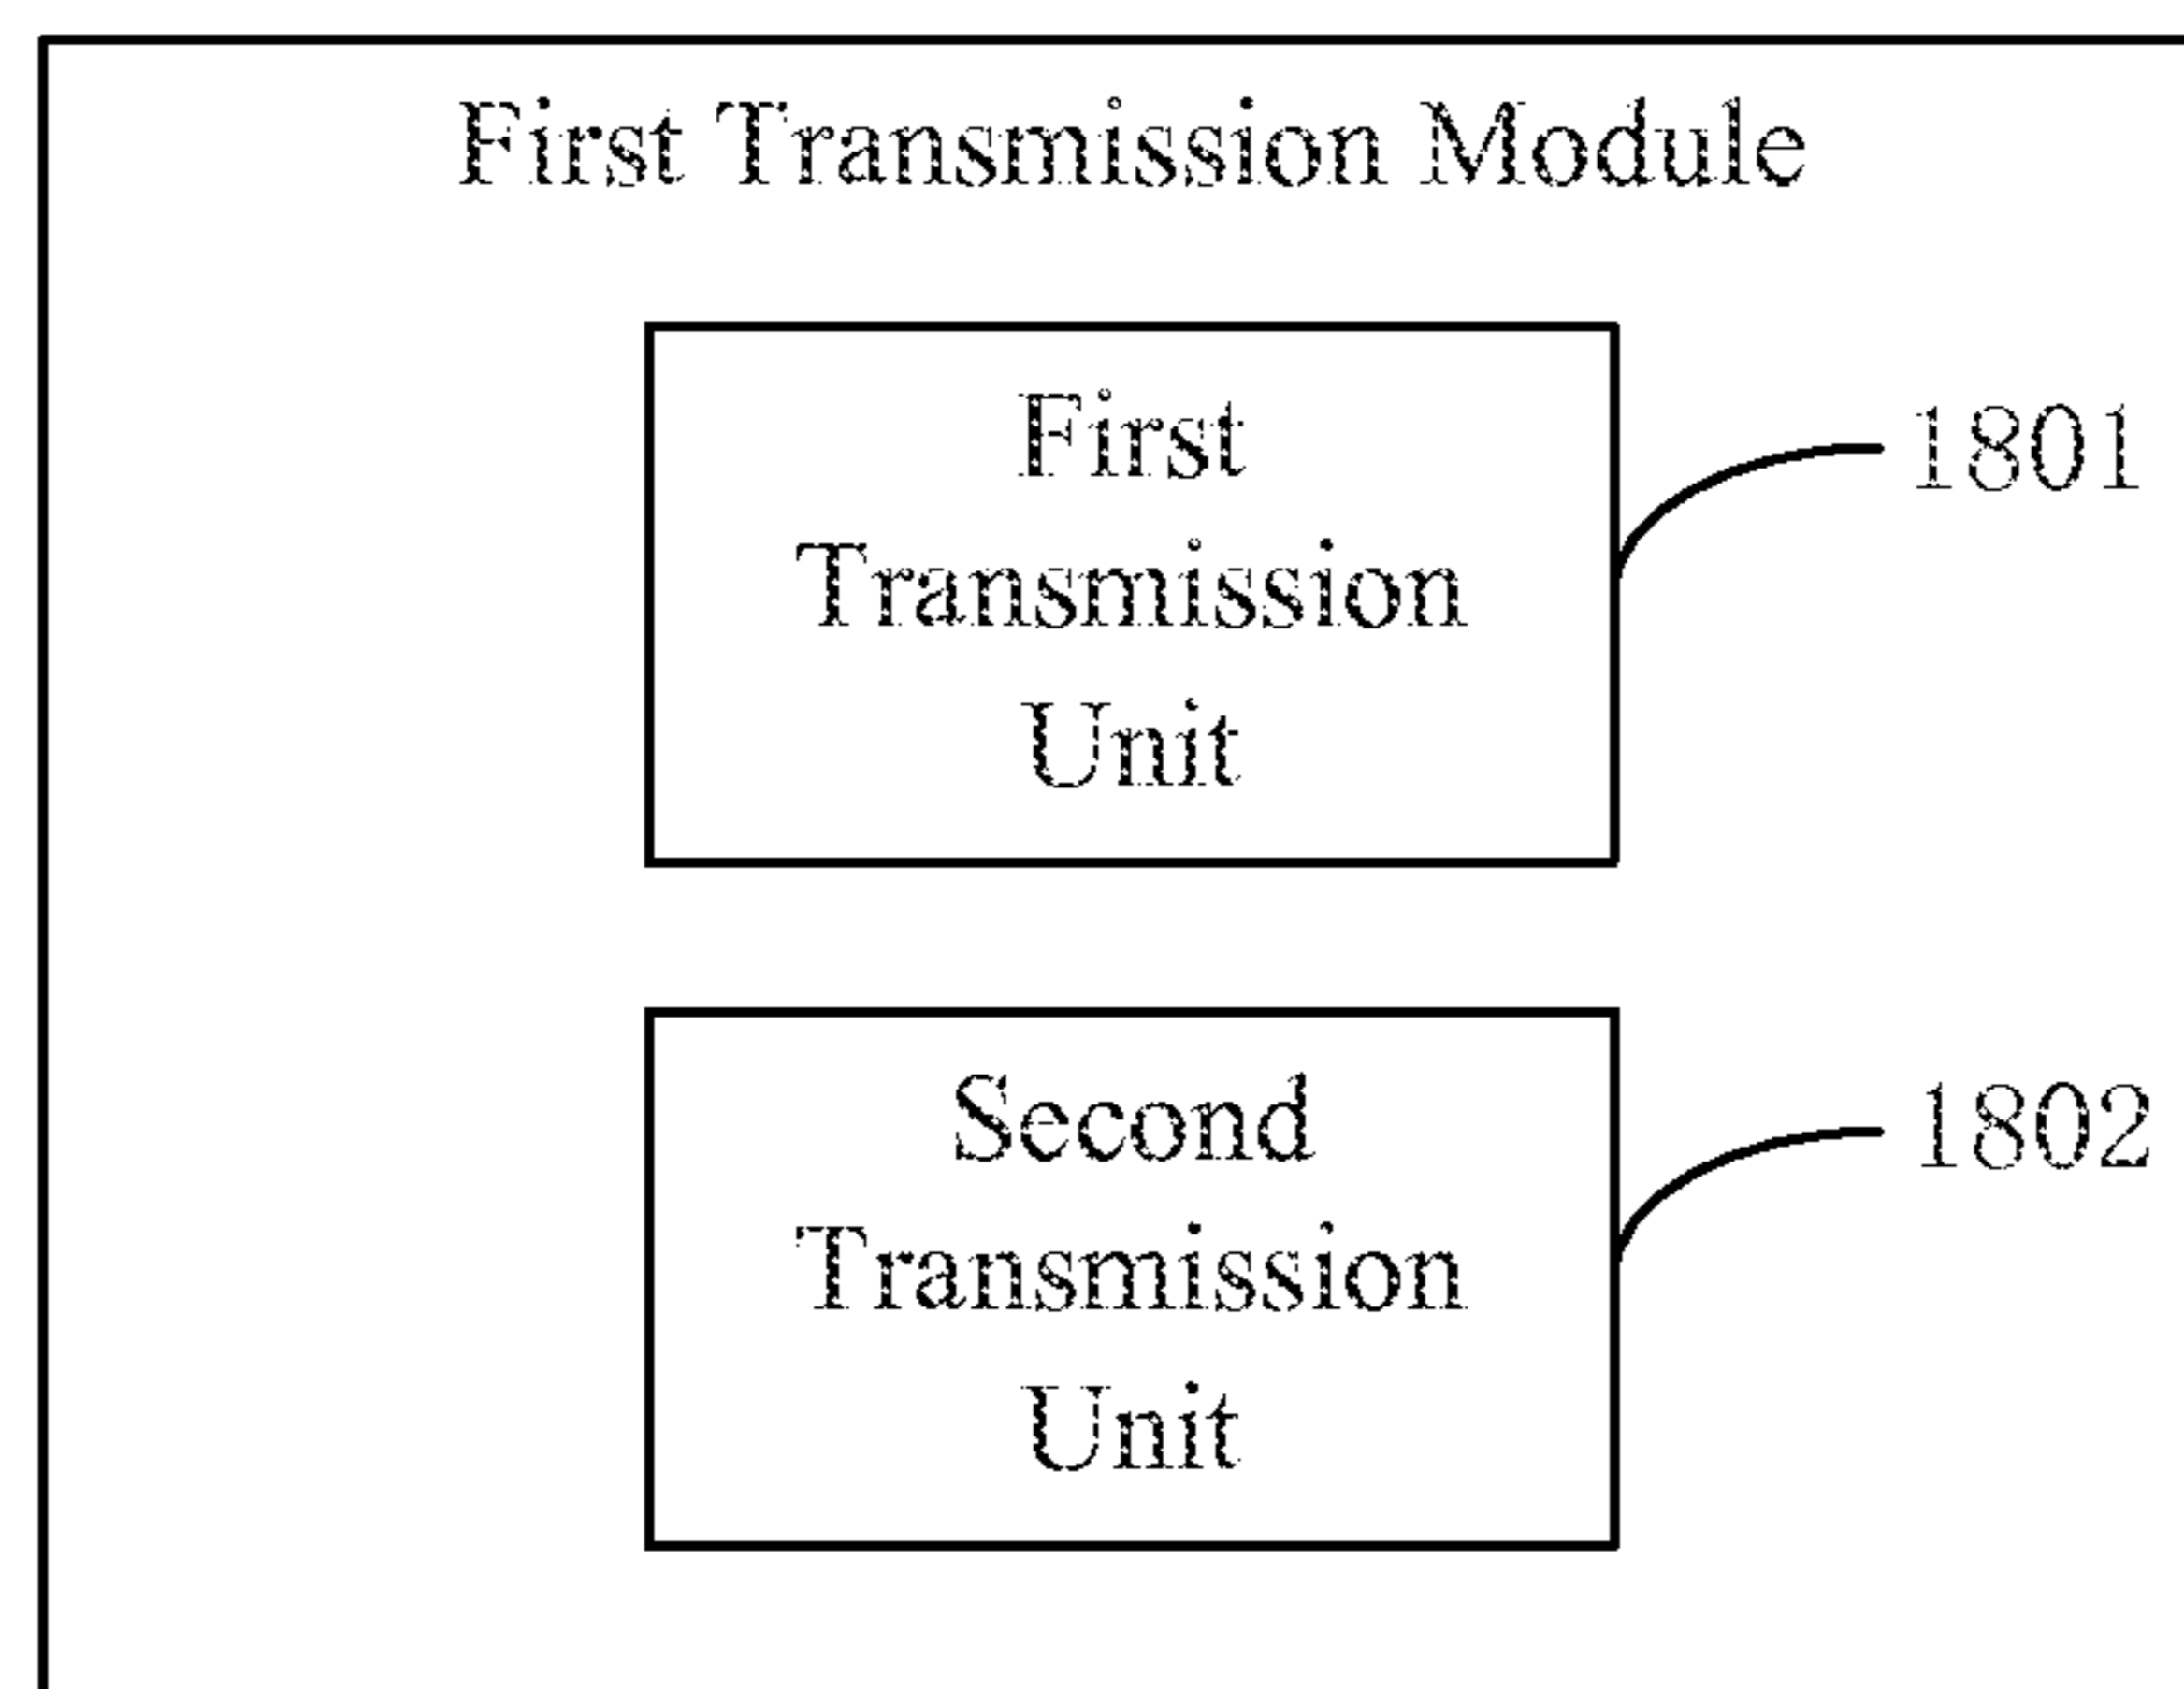 First Transmission Module
First
Transmission
Unit
1801
Second
Transmission
Unit
1802